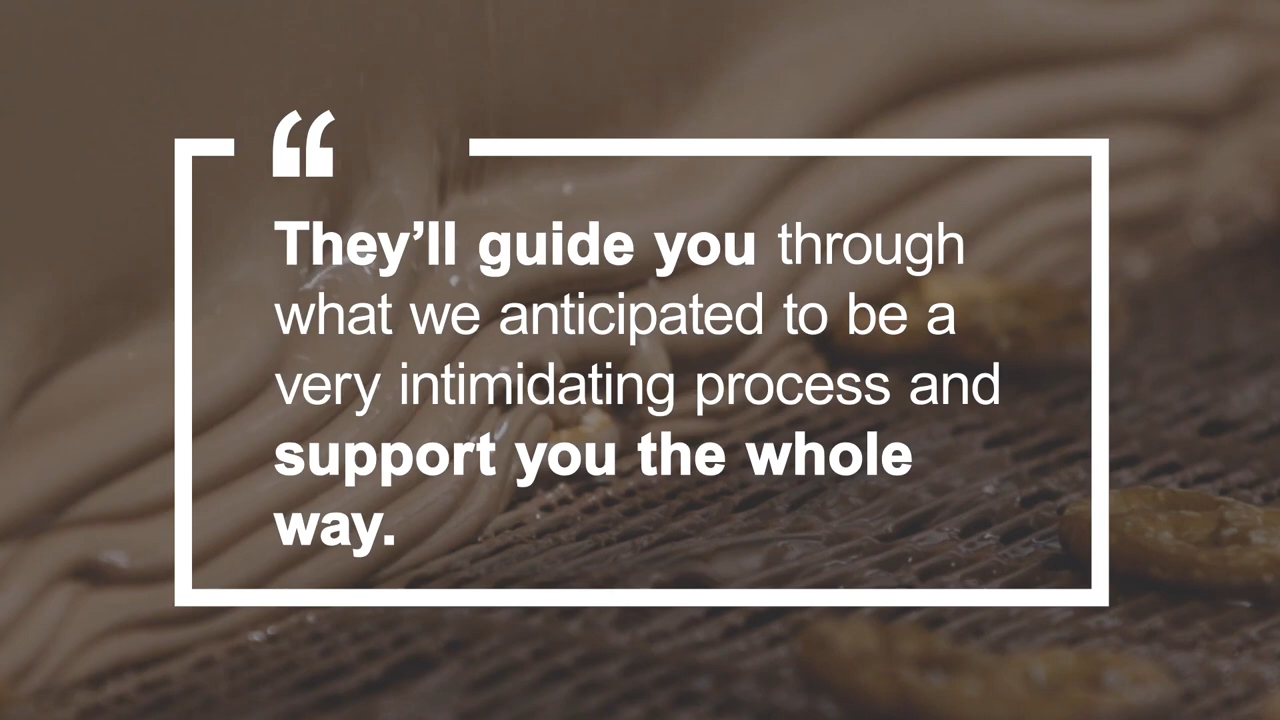 “
They’ll guide you through
what we anticipated to be a
very intimidating process and
support you the whole
way.